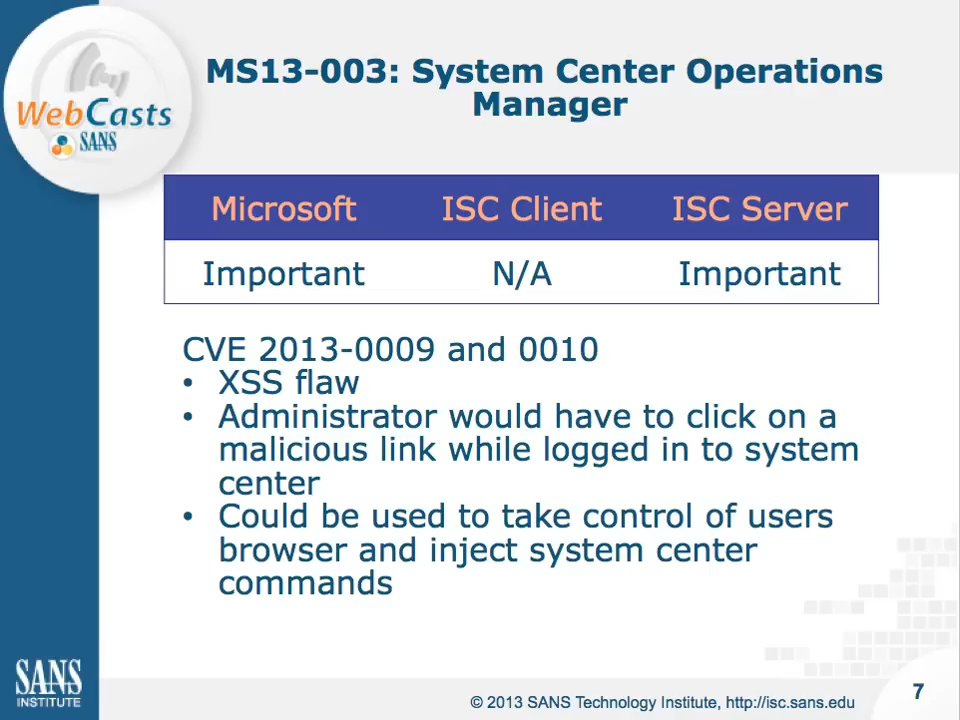 MS13-003: System Center Operations
Manager
WebCasts
SANS
Microsoft ISC Client ISC Server
Important N/A Important
CVE 2013-0009 and 0010
• XSS flaw
• Administrator would have to click on a
malicious link while logged in to system
center
• Could be used to take control of users
browser and inject system center
commands
SANS
INSTITUTE
© 2013 SANS Technology Institute, http://isc.sans.edu
7